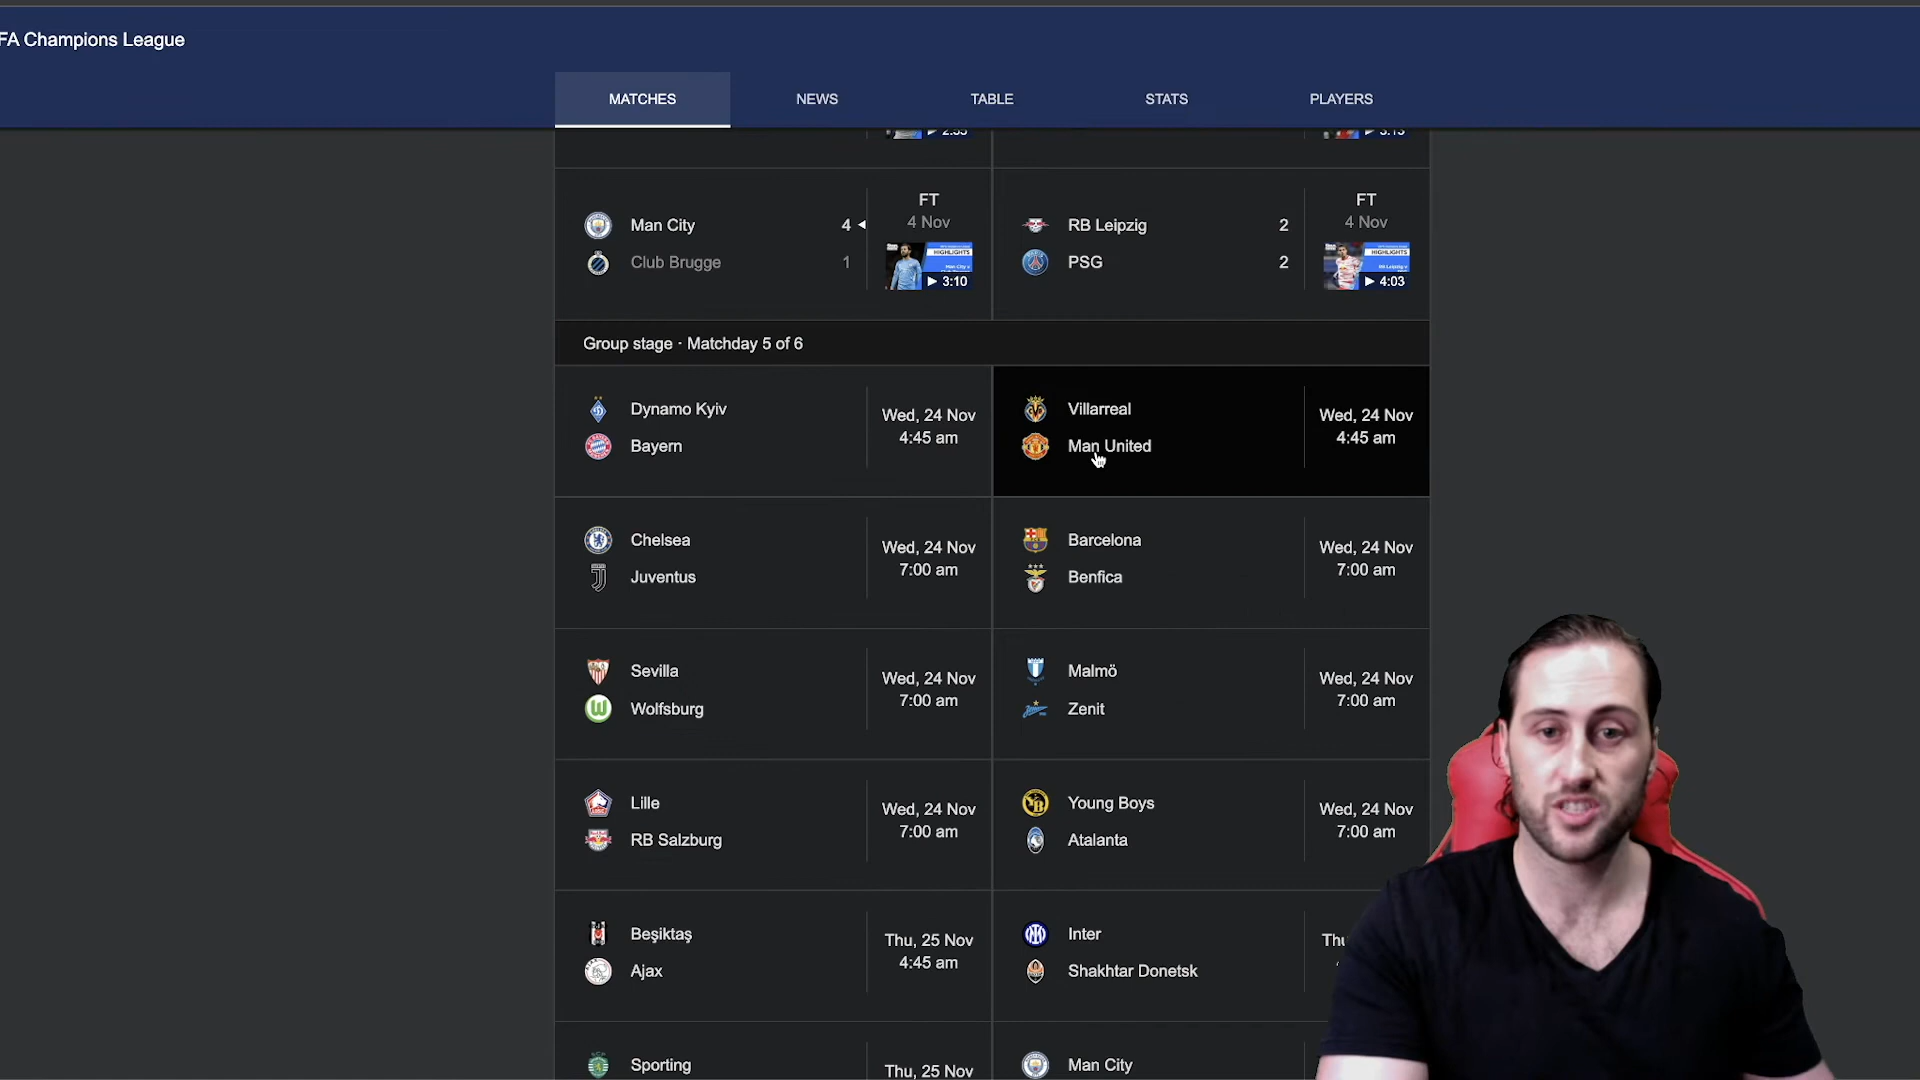 FA Champions League
MATCHES
NEWS
TABLE
STATS
PLAYERS
Man City 4
Club Brugge 1
FT
4 Nov
HIGHLIGHTS
3:10
RB Leipzig 2
PSG 2
FT
4 Nov
HIGHLIGHTS
4:03
Group stage · Matchday 5 of 6
Dynamo Kyiv
Bayern
Wed, 24 Nov
4:45 am
Villarreal
Man United
Wed, 24 Nov
4:45 am
Chelsea
Juventus
Wed, 24 Nov
7:00 am
Barcelona
Benfica
Wed, 24 Nov
7:00 am
Sevilla
Wolfsburg
Wed, 24 Nov
7:00 am
Malmö
Zenit
Wed, 24 Nov
7:00 am
Lille
RB Salzburg
Wed, 24 Nov
7:00 am
Young Boys
Atalanta
Wed, 24 Nov
7:00 am
Beşiktaş
Ajax
Thu, 25 Nov
4:45 am
Inter
Shakhtar Donetsk
Sporting
Thu, 25 Nov
Man City